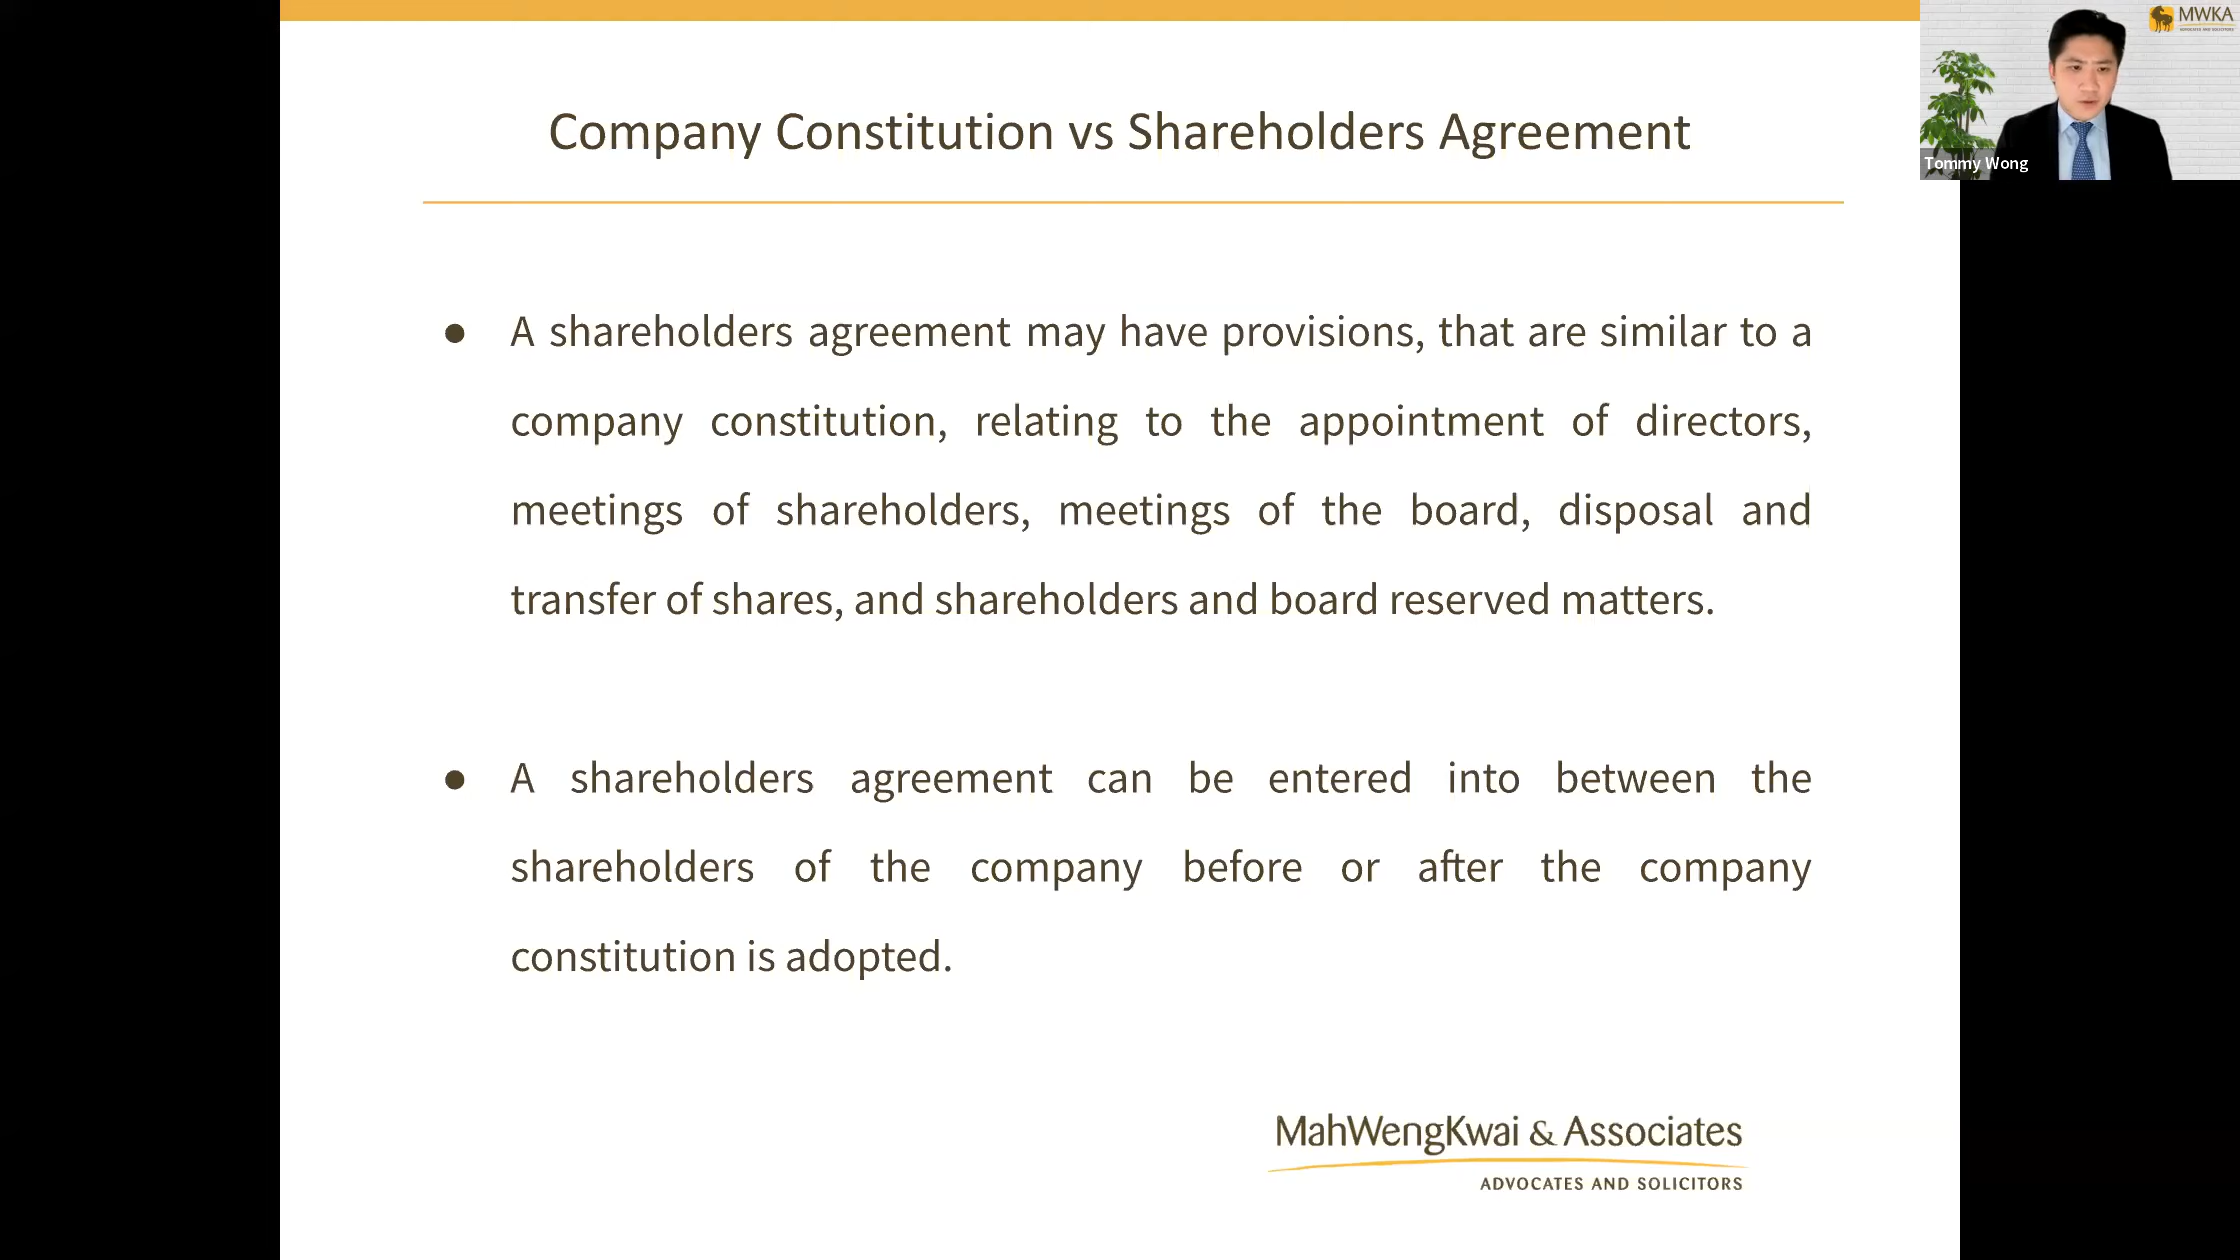 MWKA
Company Constitution vs Shareholders Agreement
Tommy Wong
● A shareholders agreement may have provisions, that are similar to a
company constitution, relating to the appointment of directors,
meetings of shareholders, meetings of the board, disposal and
transfer of shares, and shareholders and board reserved matters.
● A shareholders agreement can be entered into between the
shareholders of the company before or after the company
constitution is adopted.
MahWengKwai & Associates
ADVOCATES AND SOLICITORS